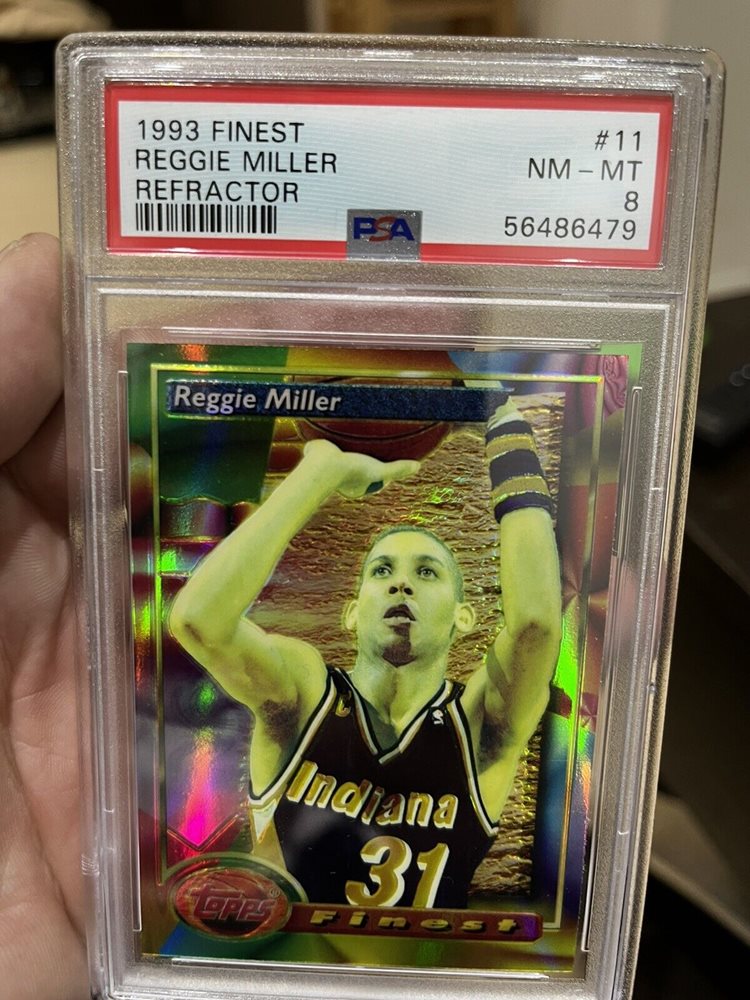 1993 FINEST
#11
REGGIE MILLER
NM - MT
REFRACTOR
8
PSA
56486479
Reggie Miller
Indiana
31
Topps®
Finest